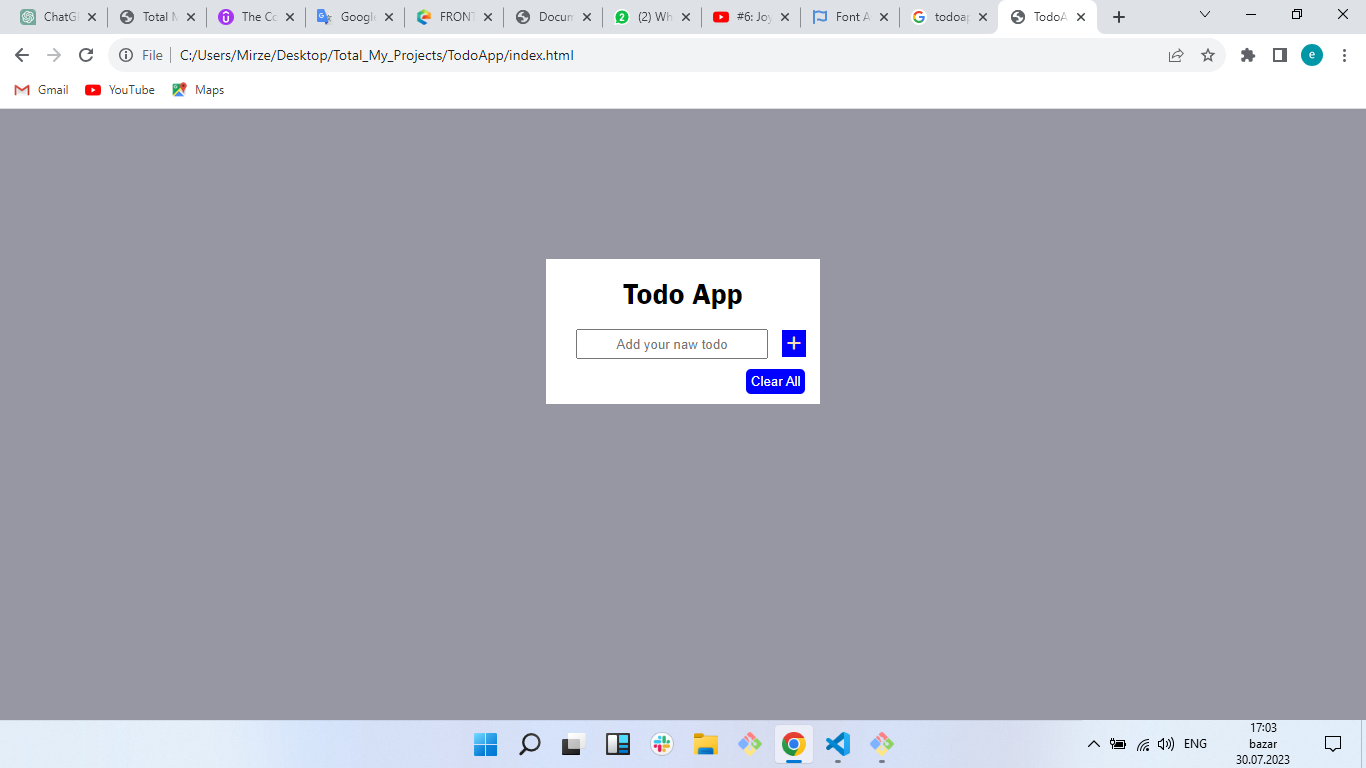 ChatG
Total M
The Co
Google
FRONT
Docum
(2) Wh
#6: Joy
Font A
todoap
TodoA
File
C:/Users/Mirze/Desktop/Total_My_Projects/TodoApp/index.html
e
Gmail
YouTube
Maps
Todo App
Add your naw todo
+
Clear All
ENG
17:03
bazar
30.07.2023